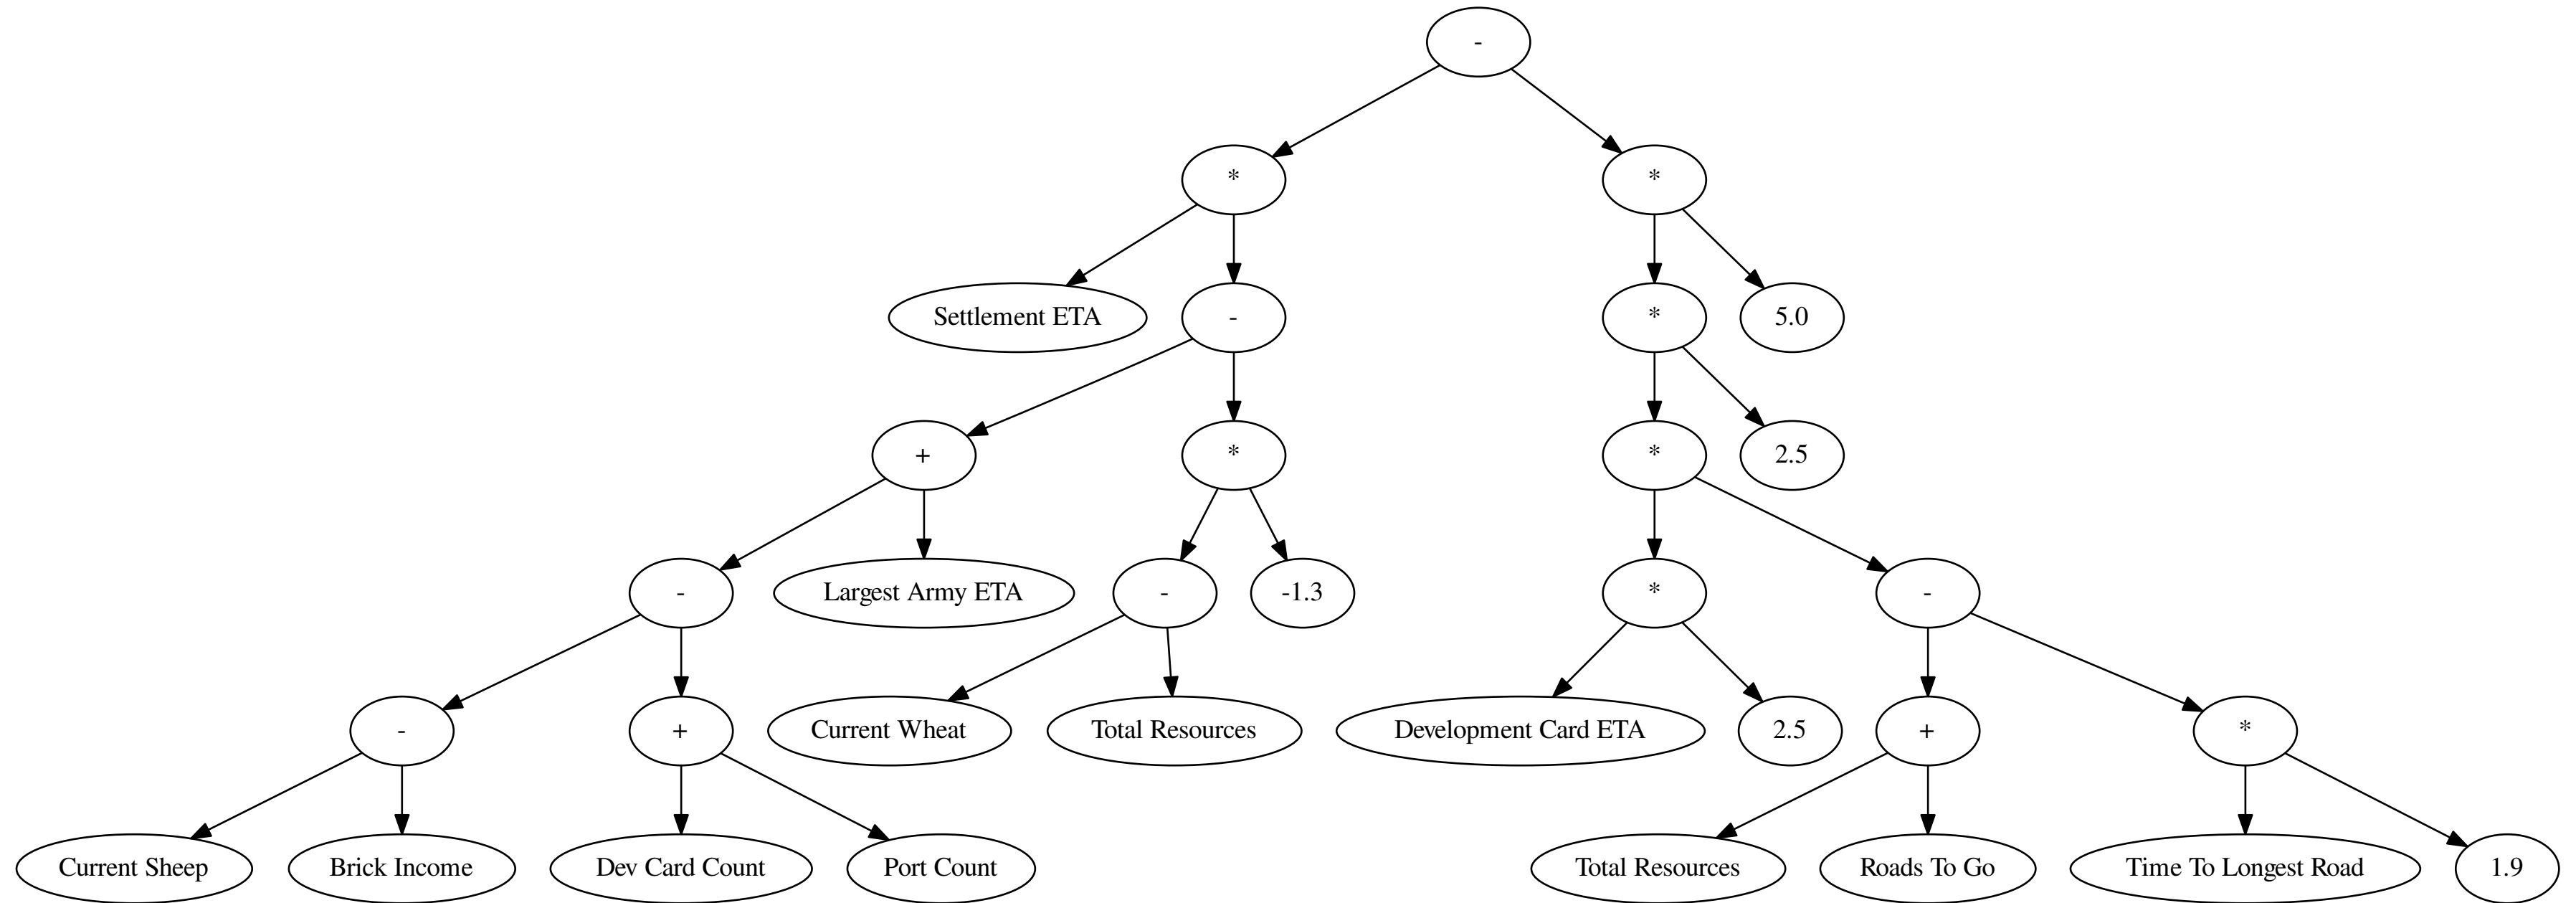 -
*
*
Settlement ETA
-
*
5.0
+
*
*
2.5
-
Largest Army ETA
-
-1.3
*
-
-
+
Current Wheat
Total Resources
Development Card ETA
2.5
+
*
Current Sheep
Brick Income
Dev Card Count
Port Count
Total Resources
Roads To Go
Time To Longest Road
1.9